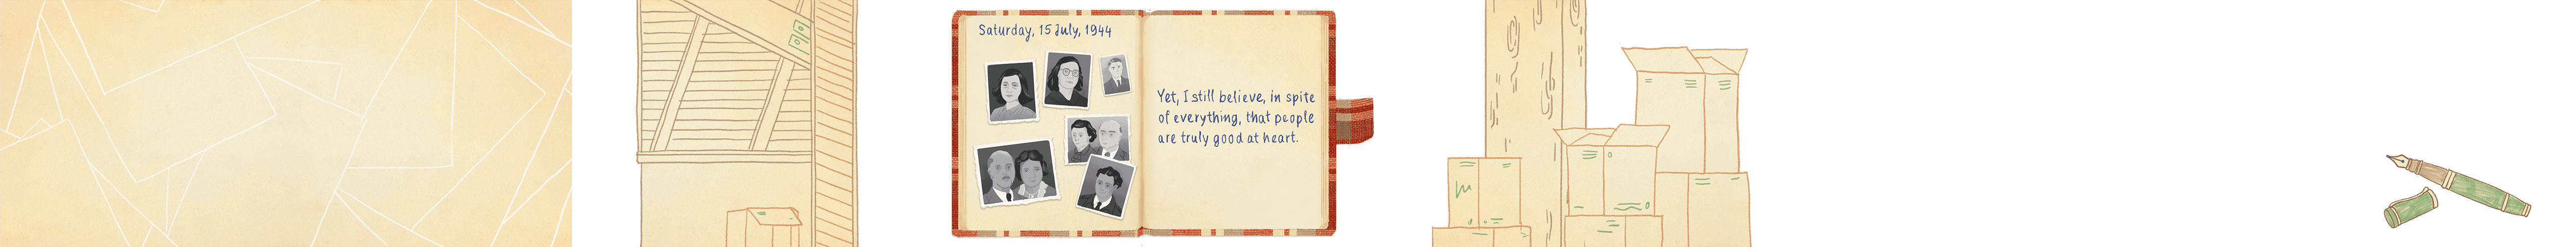 Saturday, 15 July, 1944
Yet, I still believe, in spite
of everything, that people
are truly good at heart.